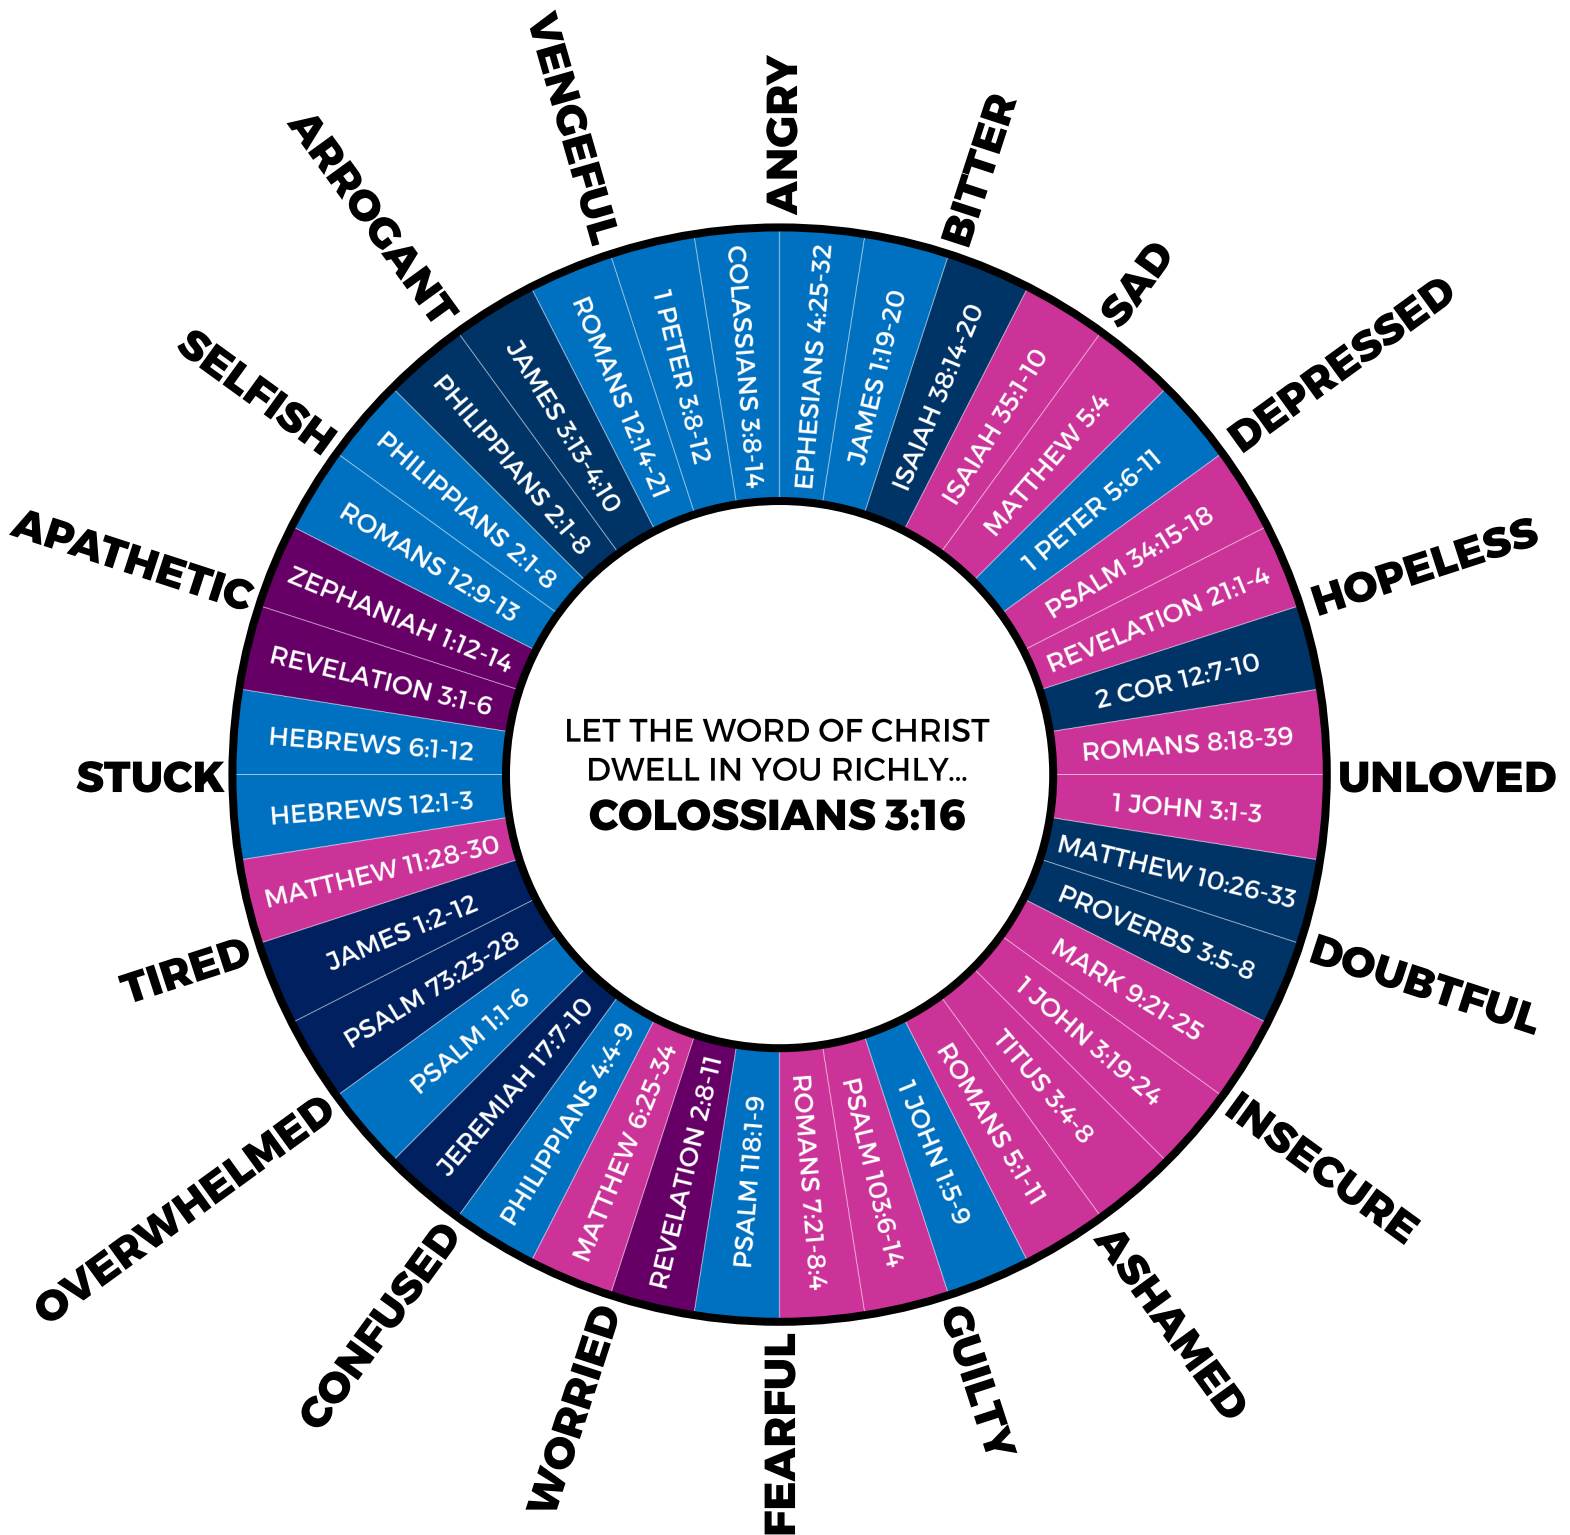 ANGRY
BITTER
SAD
DEPRESSED
HOPELESS
UNLOVED
DOUBTFUL
INSECURE
ASHAMED
GUILTY
FEARFUL
WORRIED
CONFUSED
OVERWHELMED
TIRED
STUCK
APATHETIC
SELFISH
ARROGANT
VENGEFUL
EPHESIANS 4:25-32
JAMES 1:19-20
ISAIAH 38:14-20
ISAIAH 35:1-10
MATTHEW 5:4
1 PETER 5:6-11
PSALM 34:15-18
REVELATION 21:1-4
2 COR 12:7-10
ROMANS 8:18-39
1 JOHN 3:1-3
MATTHEW 10:26-33
PROVERBS 3:5-8
MARK 9:21-25
1 JOHN 3:19-24
TITUS 3:4-8
ROMANS 5:1-11
1 JOHN 1:5-9
PSALM 103:6-14
ROMANS 7:21-8:4
PSALM 118:1-9
REVELATION 2:8-11
MATTHEW 6:25-34
PHILIPPIANS 4:4-9
JEREMIAH 17:7-10
PSALM 1:1-6
PSALM 73:23-28
JAMES 1:2-12
MATTHEW 11:28-30
HEBREWS 12:1-3
HEBREWS 6:1-12
REVELATION 3:1-6
ZEPHANIAH 1:12-14
ROMANS 12:9-13
PHILIPPIANS 2:1-8
PHILIPPIANS 2:1-8
JAMES 3:13-4:10
ROMANS 12:14-21
1 PETER 3:8-12
COLASSIANS 3:8-14
LET THE WORD OF CHRIST
DWELL IN YOU RICHLY...
COLOSSIANS 3:16